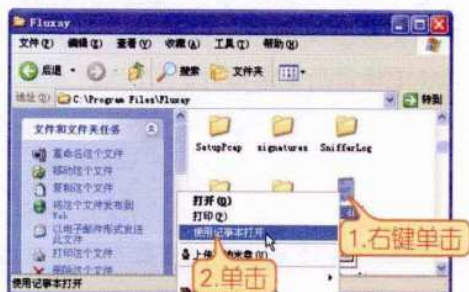 Fluxay
文件(F) 编辑(E) 查看(V) 收藏(A) 工具(T) 帮助(H)
后退 搜索 文件夹
地址(D) C:\Program Files\Fluxay 转到
文件和文件夹任务
重命名这个文件
移动这个文件
复制这个文件
将这个文件发布到
Web
以电子邮件形式发送
此文件
打印这个文件
删除这个文件
SetupPcap signatures SnifferLog
打开(O)
打印(P)
使用记事本打开
1.右键单击
2.单击
使用记事本打开